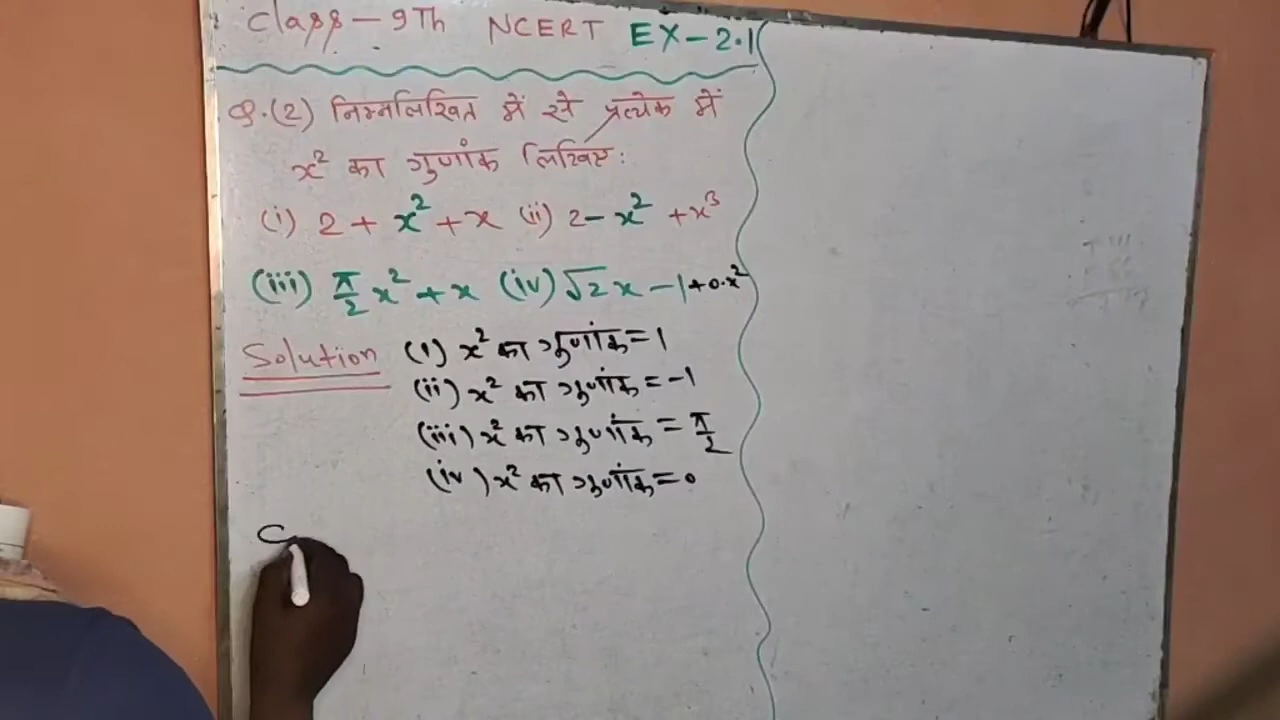 Class - 9Th NCERT EX - 2.1
Q.(2) निम्नलिखित में से प्रत्येक में
x² का गुणांक लिखिए:
(i) 2 + x² + x (ii) 2 - x² + x³
(iii) π/2 x² + x (iv) √2x - 1 + 0·x²
Solution (i) x² का गुणांक = 1
(ii) x² का गुणांक = -1
(iii) x² का गुणांक = π/2
(iv) x² का गुणांक = 0